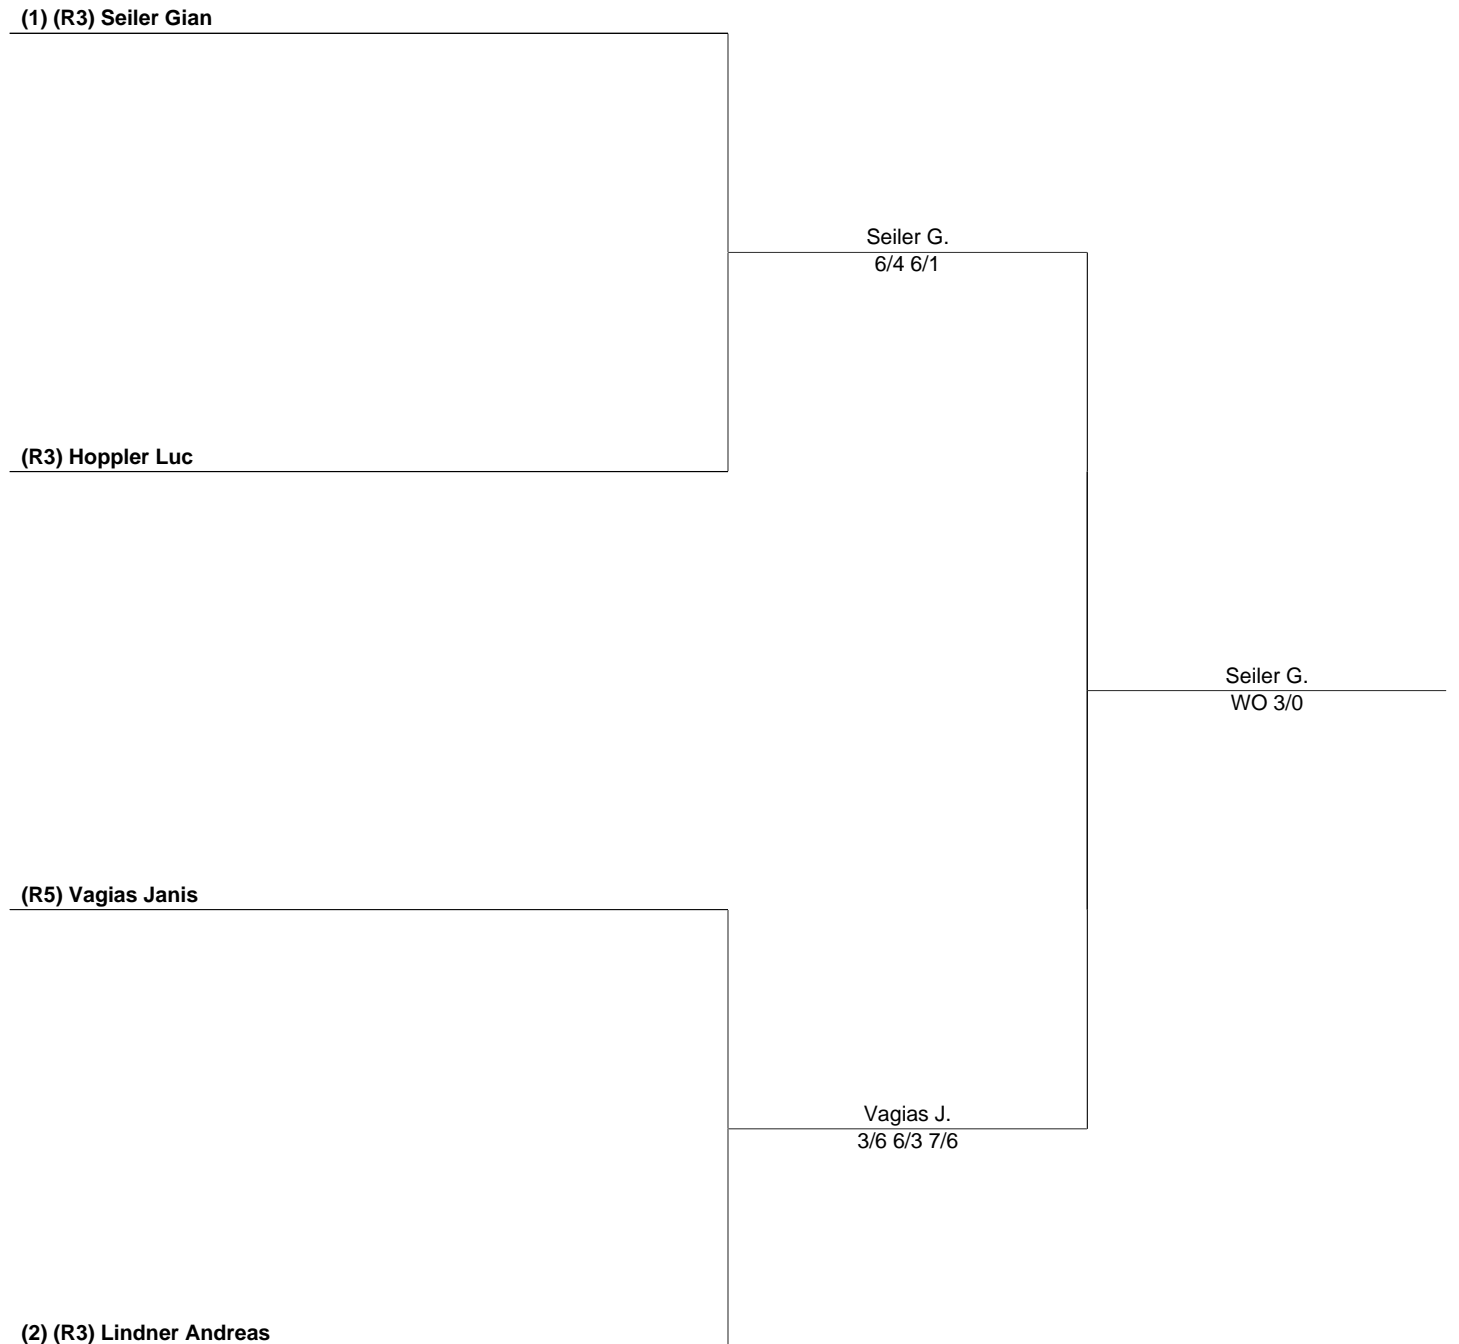 (1) (R3) Seiler Gian
Seiler G.
6/4 6/1
(R3) Hoppler Luc
Seiler G.
WO 3/0
(R5) Vagias Janis
Vagias J.
3/6 6/3 7/6
(2) (R3) Lindner Andreas